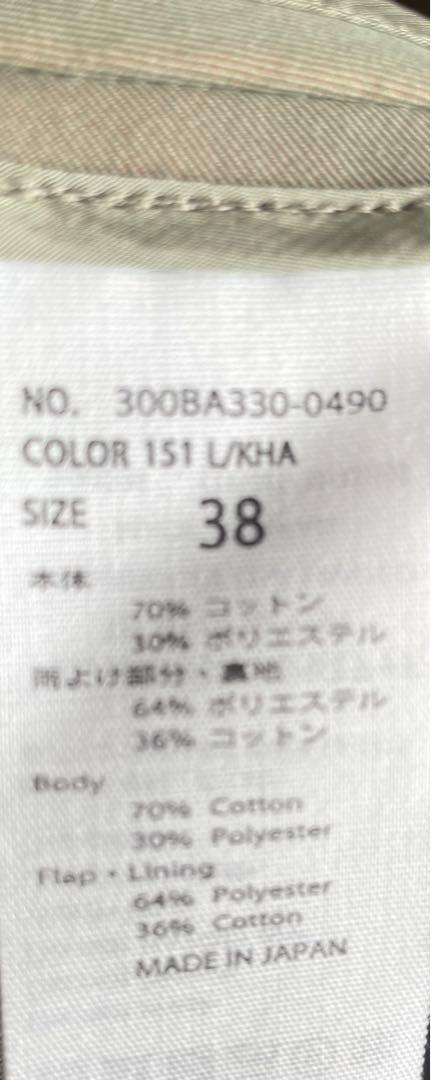 NO. 300BA330-0490
COLOR 151 L/KHA
SIZE 38
本体
70% コットン
30% ポリエステル
雨よけ部分・裏地
64% ポリエステル
36% コットン
Body
70% Cotton
30% Polyester
Flap・Lining
64% Polyester
36% Cotton
MADE IN JAPAN